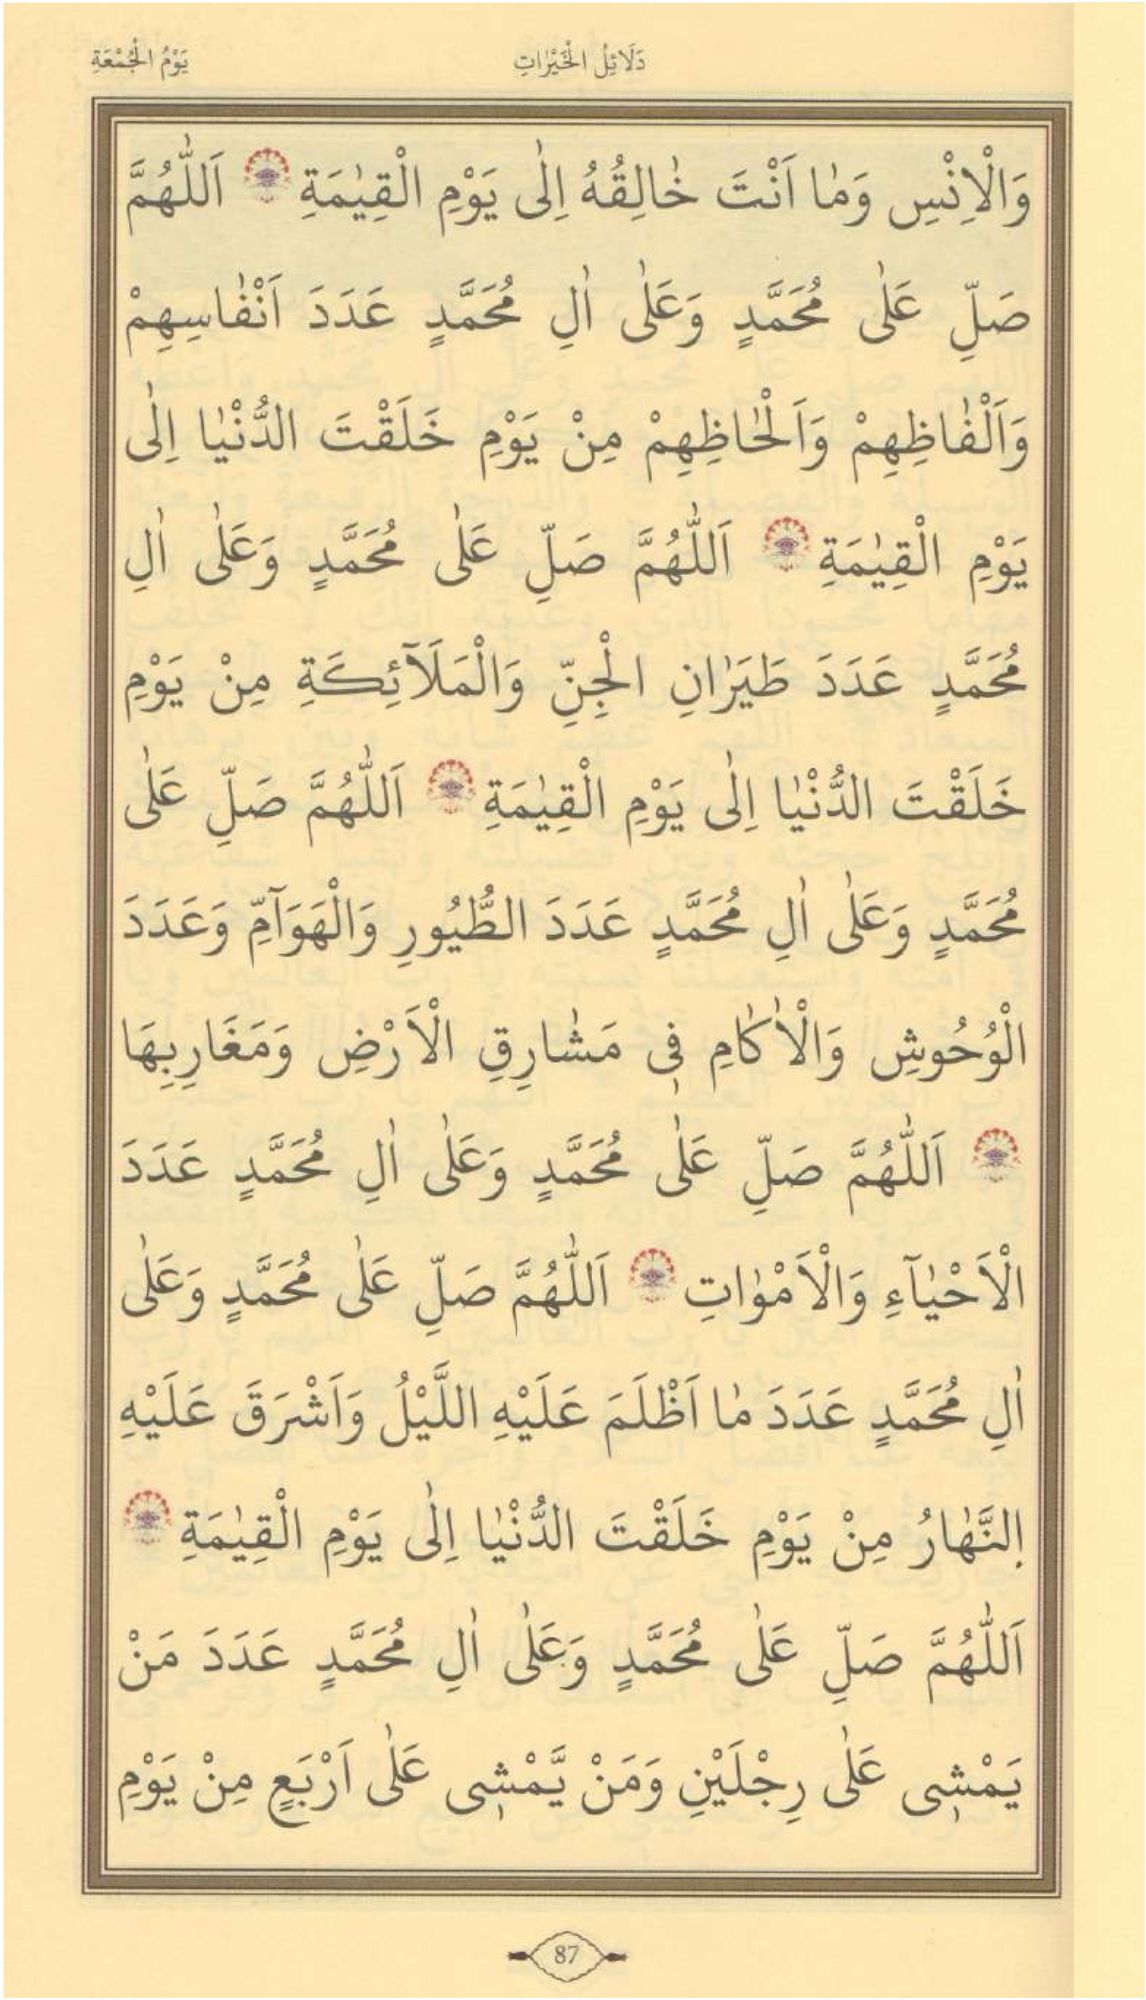 دَلَائِلُ الْخَيْرَاتِ
يَوْمُ الْجُمُعَةِ
وَالْاِنْسِ وَمٰا اَنْتَ خٰالِقُهُ اِلٰى يَوْمِ الْقِيٰمَةِ اَللّٰهُمَّ
صَلِّ عَلٰى مُحَمَّدٍ وَعَلٰى اٰلِ مُحَمَّدٍ عَدَدَ اَنْفٰاسِهِمْ
وَاَلْفٰاظِهِمْ وَاَلْحٰاظِهِمْ مِنْ يَوْمِ خَلَقْتَ الدُّنْيٰا اِلٰى
يَوْمِ الْقِيٰمَةِ اَللّٰهُمَّ صَلِّ عَلٰى مُحَمَّدٍ وَعَلٰى اٰلِ
مُحَمَّدٍ عَدَدَ طَيَرٰانِ الْجِنِّ وَالْمَلَآئِكَةِ مِنْ يَوْمِ
خَلَقْتَ الدُّنْيٰا اِلٰى يَوْمِ الْقِيٰمَةِ اَللّٰهُمَّ صَلِّ عَلٰى
مُحَمَّدٍ وَعَلٰى اٰلِ مُحَمَّدٍ عَدَدَ الطُّيُورِ وَالْهَوَآمِّ وَعَدَدَ
الْوُحُوشِ وَالْاٰكٰامِ فِى مَشٰارِقِ الْاَرْضِ وَمَغَارِبِهَا
اَللّٰهُمَّ صَلِّ عَلٰى مُحَمَّدٍ وَعَلٰى اٰلِ مُحَمَّدٍ عَدَدَ
الْاَحْيٰآءِ وَالْاَمْوٰاتِ اَللّٰهُمَّ صَلِّ عَلٰى مُحَمَّدٍ وَعَلٰى
اٰلِ مُحَمَّدٍ عَدَدَ مٰا اَظْلَمَ عَلَيْهِ اللَّيْلُ وَاَشْرَقَ عَلَيْهِ
اِلنَّهٰارُ مِنْ يَوْمِ خَلَقْتَ الدُّنْيٰا اِلٰى يَوْمِ الْقِيٰمَةِ
اَللّٰهُمَّ صَلِّ عَلٰى مُحَمَّدٍ وَعَلٰى اٰلِ مُحَمَّدٍ عَدَدَ مَنْ
يَمْشِى عَلٰى رِجْلَيْنِ وَمَنْ يَّمْشِى عَلٰى اَرْبَعٍ مِنْ يَوْمِ
87